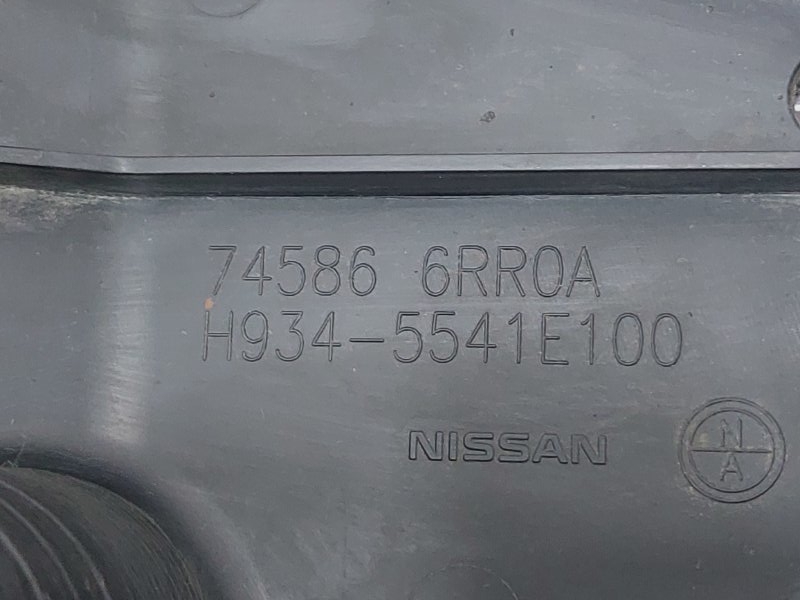 74586 6RR0A
H934-5541E100
NISSAN
N
A